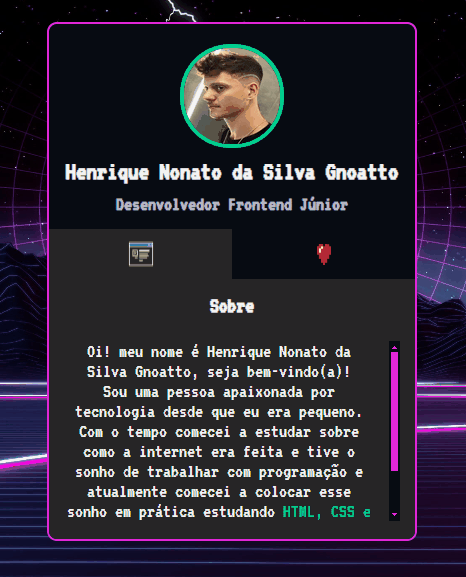 Henrique Nonato da Silva Gnoatto
Desenvolvedor Frontend Júnior
Sobre
Oi! meu nome é Henrique Nonato da
Silva Gnoatto, seja bem-vindo(a)!
Sou uma pessoa apaixonada por
tecnologia desde que eu era pequeno.
Com o tempo comecei a estudar sobre
como a internet era feita e tive o
sonho de trabalhar com programação e
atualmente comecei a colocar esse
sonho em prática estudando HTML, CSS e